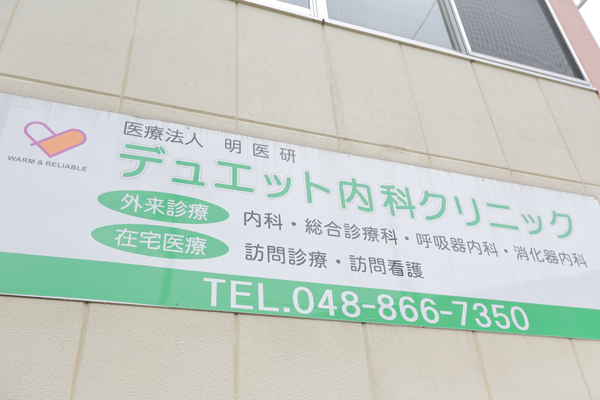 WARM & RELIABLE
医療法人 明医研
デュエット内科クリニック
外来診療 内科・総合診療科・呼吸器内科・消化器内科
在宅医療 訪問診療・訪問看護
TEL.048-866-7350